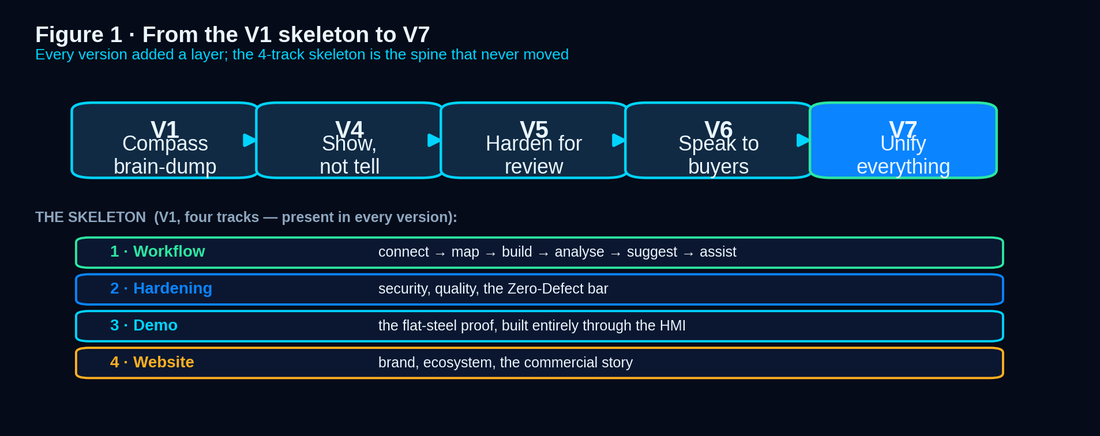 Figure 1 · From the V1 skeleton to V7
Every version added a layer; the 4-track skeleton is the spine that never moved
V1
Compass
brain-dump
V4
Show,
not tell
V5
Harden for
review
V6
Speak to
buyers
V7
Unify
everything
THE SKELETON (V1, four tracks — present in every version):
1 · Workflow connect → map → build → analyse → suggest → assist
2 · Hardening security, quality, the Zero-Defect bar
3 · Demo the flat-steel proof, built entirely through the HMI
4 · Website brand, ecosystem, the commercial story